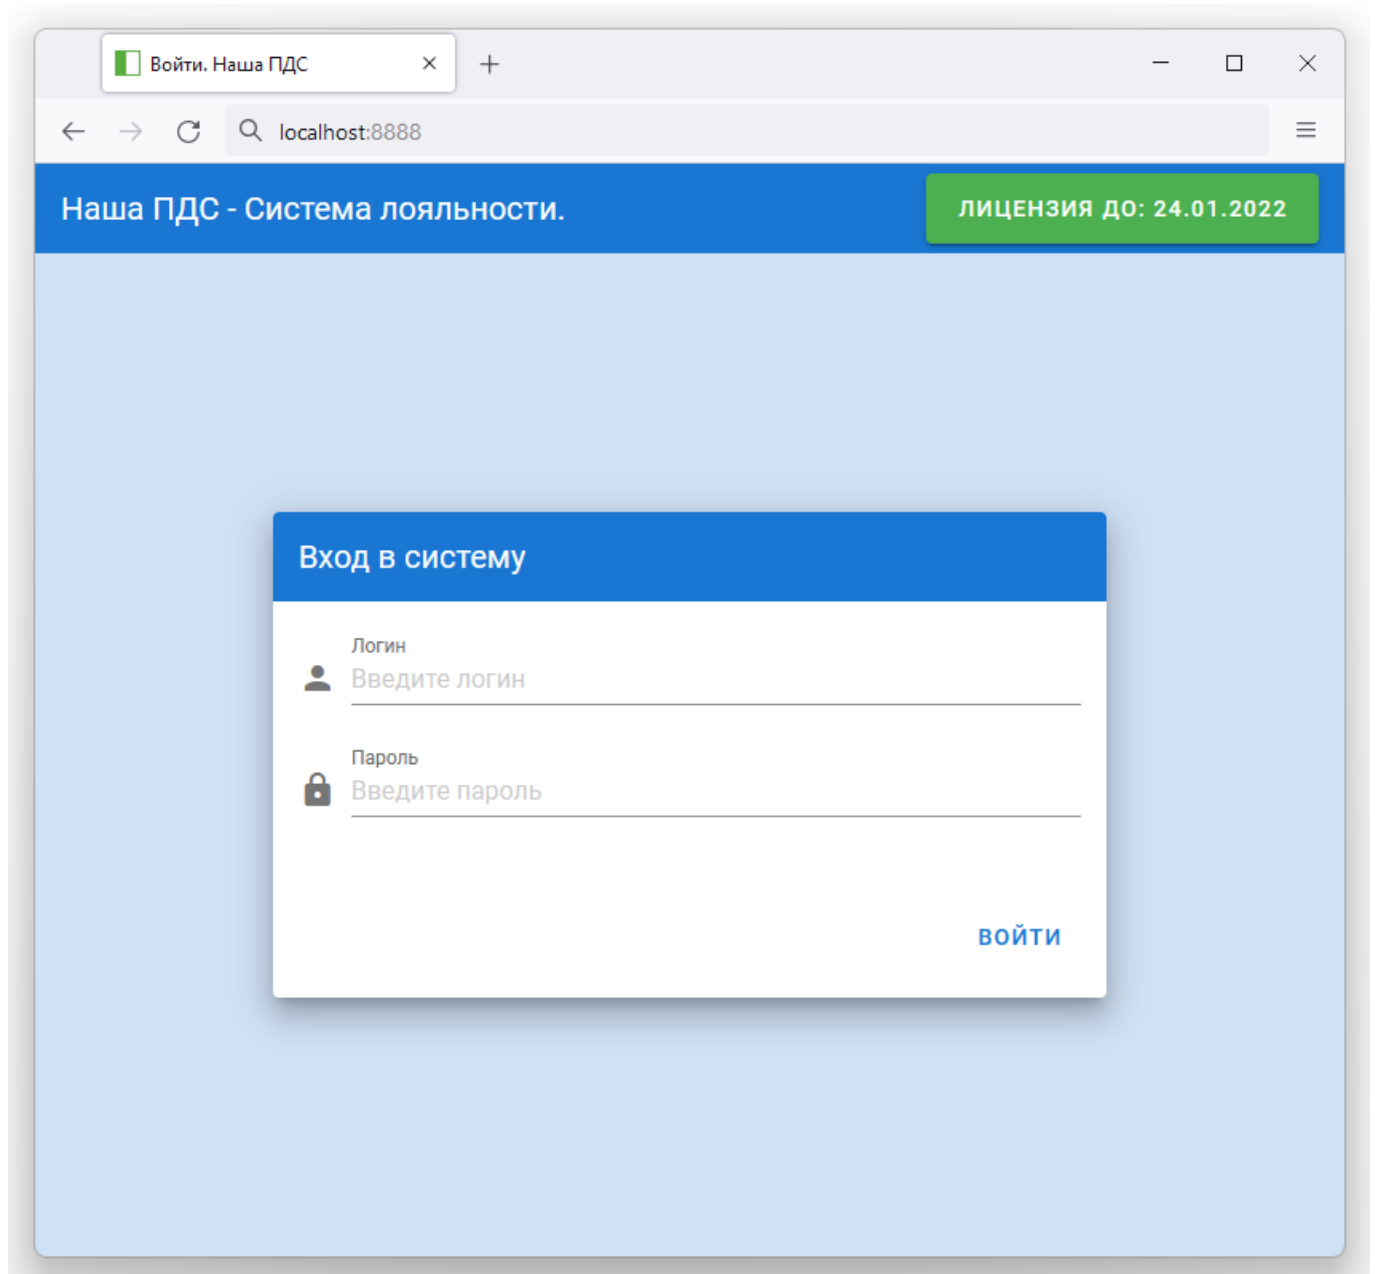 Войти. Наша ПДС
localhost:8888
Наша ПДС - Система лояльности.
ЛИЦЕНЗИЯ ДО: 24.01.2022
Вход в систему
Логин
Введите логин
Пароль
Введите пароль
ВОЙТИ